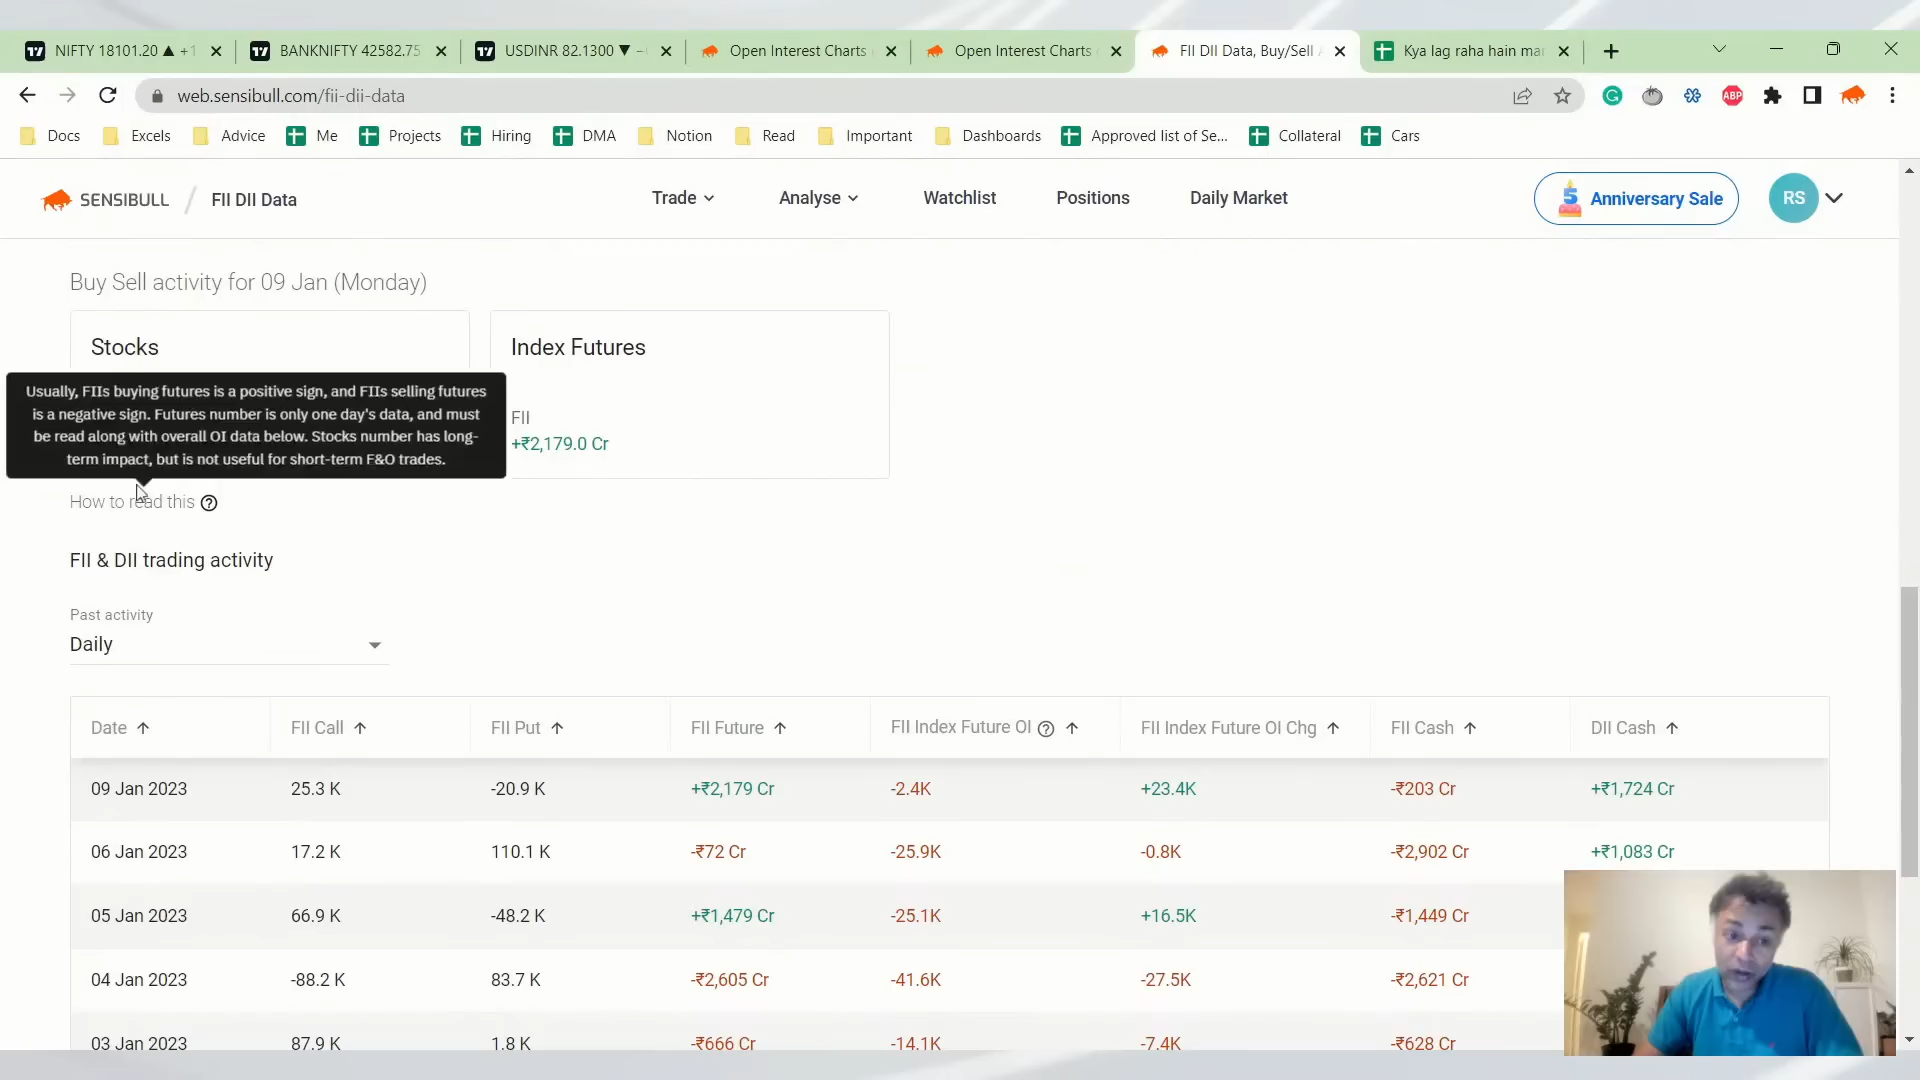 NIFTY 18101.20 ▲ +1
BANKNIFTY 42582.75
USDINR 82.1300 ▼ −
Open Interest Charts
Open Interest Charts
FII DII Data, Buy/Sell A
Kya lag raha hain mar
web.sensibull.com/fii-dii-data
ABP
Docs
Excels
Advice
Me
Projects
Hiring
DMA
Notion
Read
Important
Dashboards
Approved list of Se...
Collateral
Cars
SENSIBULL / FII DII Data
Trade
Analyse
Watchlist
Positions
Daily Market
5 Anniversary Sale
RS
Buy Sell activity for 09 Jan (Monday)
Stocks
Index Futures
Usually, FIIs buying futures is a positive sign, and FIIs selling futures
is a negative sign. Futures number is only one day's data, and must
be read along with overall OI data below. Stocks number has long-
term impact, but is not useful for short-term F&O trades.
FII
+₹2,179.0 Cr
How to read this ?
FII & DII trading activity
Past activity
Daily
Date ↑ FII Call ↑ FII Put ↑ FII Future ↑ FII Index Future OI ? ↑ FII Index Future OI Chg ↑ FII Cash ↑ DII Cash ↑
09 Jan 2023 25.3 K -20.9 K +₹2,179 Cr -2.4K +23.4K -₹203 Cr +₹1,724 Cr
06 Jan 2023 17.2 K 110.1 K -₹72 Cr -25.9K -0.8K -₹2,902 Cr +₹1,083 Cr
05 Jan 2023 66.9 K -48.2 K +₹1,479 Cr -25.1K +16.5K -₹1,449 Cr
04 Jan 2023 -88.2 K 83.7 K -₹2,605 Cr -41.6K -27.5K -₹2,621 Cr
03 Jan 2023 87.9 K 1.8 K -₹666 Cr -14.1K -7.4K -₹628 Cr